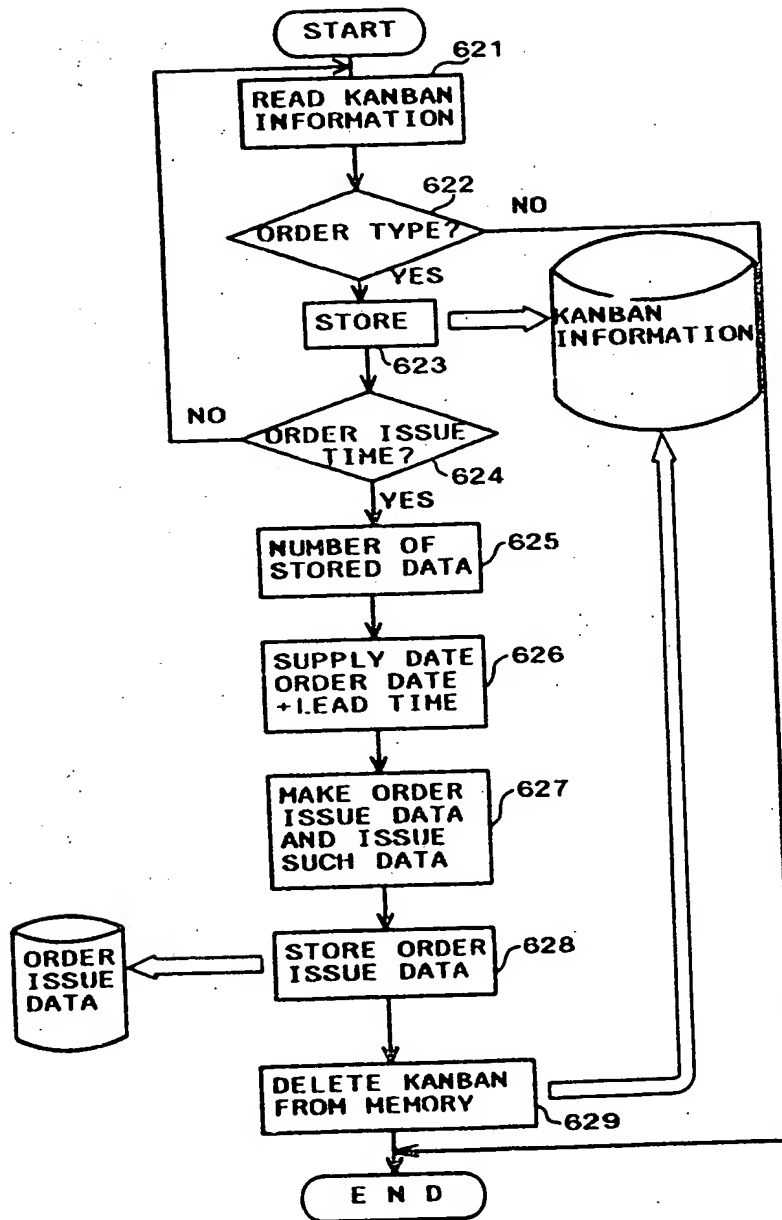 START
621
READ KANBAN
INFORMATION
622
NO
ORDER TYPE?
YES
STORE
623
KANBAN
INFORMATION
NO
ORDER ISSUE
TIME?
624
YES
NUMBER OF
STORED DATA
625
SUPPLY DATE
ORDER DATE
+LEAD TIME
626
MAKE ORDER
ISSUE DATA
AND ISSUE
SUCH DATA
627
ORDER
ISSUE
DATA
STORE ORDER
ISSUE DATA
628
DELETE KANBAN
FROM MEMORY
629
END